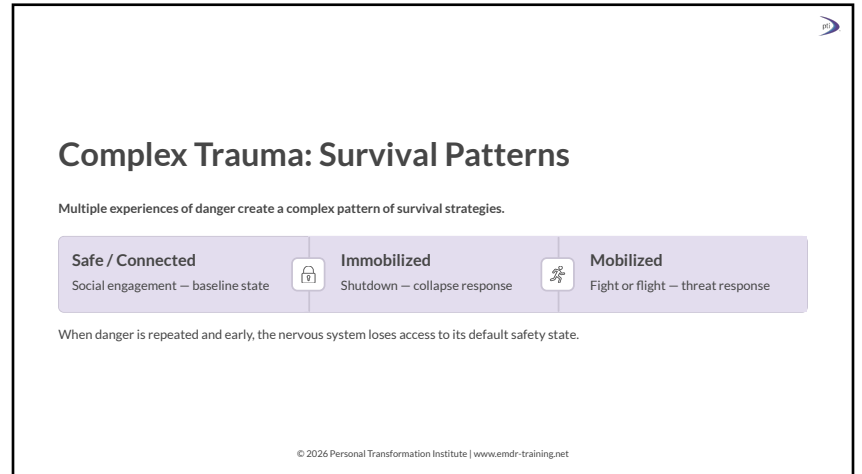 pti
Complex Trauma: Survival Patterns
Multiple experiences of danger create a complex pattern of survival strategies.
Safe / Connected
Social engagement — baseline state
Immobilized
Shutdown — collapse response
Mobilized
Fight or flight — threat response
When danger is repeated and early, the nervous system loses access to its default safety state.
© 2026 Personal Transformation Institute | www.emdr-training.net